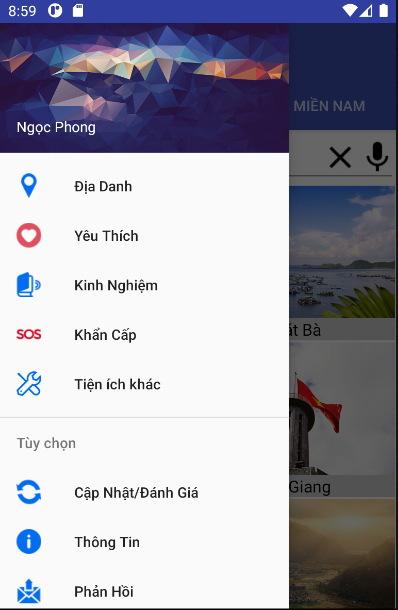 8:59
MIỀN NAM
Ngọc Phong
Địa Danh
Yêu Thích
Kinh Nghiệm
SOS
Khẩn Cấp
Tiện ích khác
Bà
Giang
Tùy chọn
Cập Nhật/Đánh Giá
Thông Tin
Phản Hồi